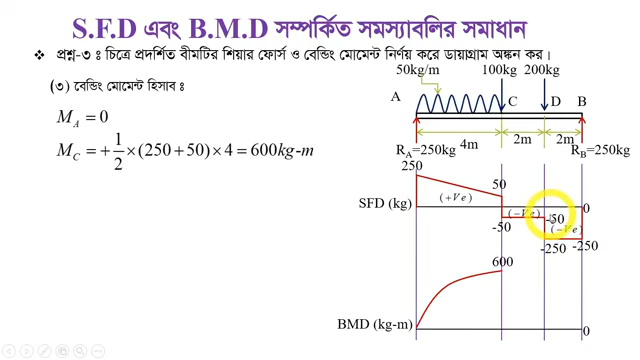 S.F.D এবং B.M.D সম্পর্কিত সমস্যাবলির সমাধান
❖ প্রশ্ন-৩ : চিত্রে প্রদর্শিত বীমটির শিয়ার ফোর্স ও বেন্ডিং মোমেন্ট নির্ণয় করে ডায়াগ্রাম অঙ্কন কর।
(৩) বেন্ডিং মোমেন্ট হিসাব ঃ
M_A = 0
M_C = + 1/2 × (250 + 50) × 4 = 600kg-m
50kg/m 100kg 200kg
A C D B
4m 2m 2m
R_A=250kg R_B=250kg
250 50
SFD (kg) (+Ve) (−Ve) -50 0
-50 (−Ve)
-250 -250
600
BMD (kg-m) 0